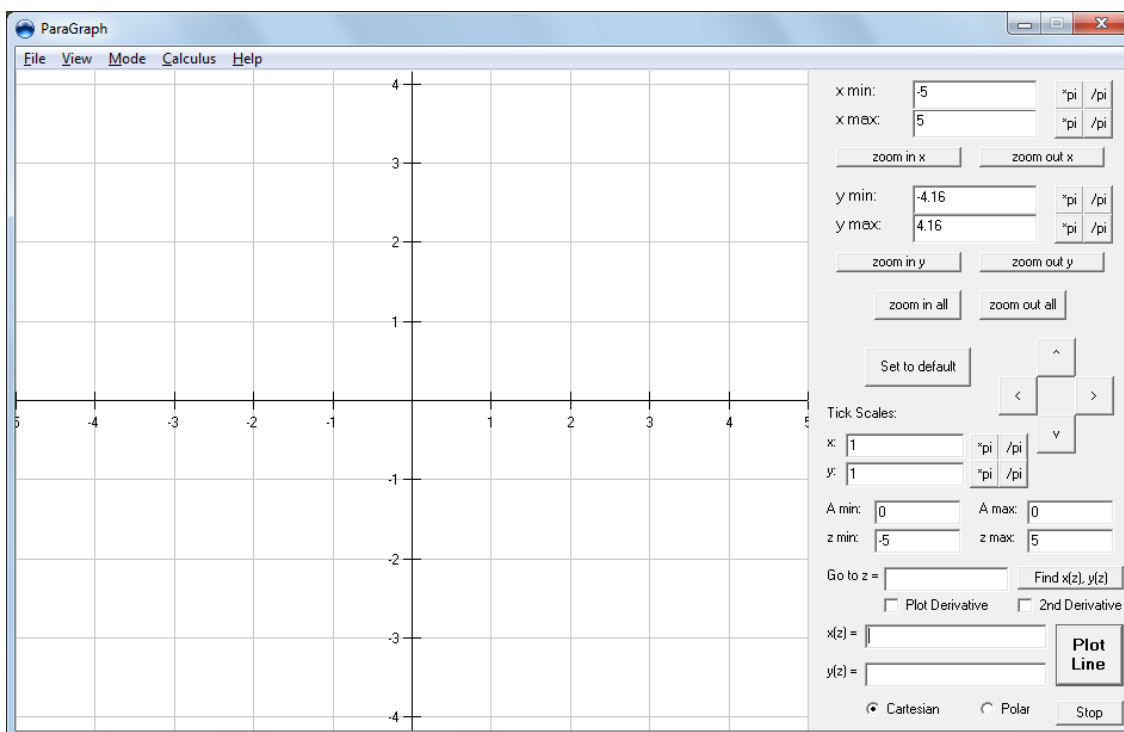 ParaGraph
File View Mode Calculus Help
4
3
2
1
5 -4 -3 -2 -1 1 2 3 4 5
-1
-2
-3
-4
x min: -5 *pi /pi
x max: 5 *pi /pi
zoom in x zoom out x
y min: -4.16 *pi /pi
y max: 4.16 *pi /pi
zoom in y zoom out y
zoom in all zoom out all
Set to default ^
< >
v
Tick Scales:
x: 1 *pi /pi
y: 1 *pi /pi
A min: 0 A max: 0
z min: -5 z max: 5
Go to z = Find x(z), y(z)
Plot Derivative 2nd Derivative
x(z) =
y(z) =
Plot
Line
Cartesian Polar Stop